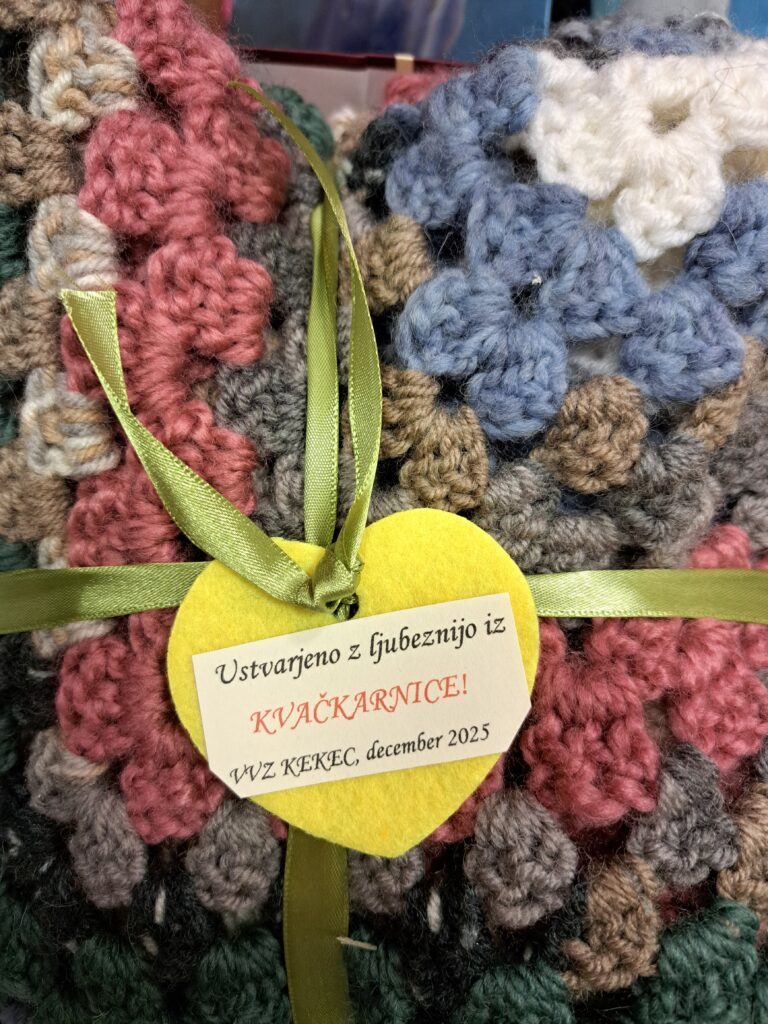 Ustvarjeno z ljubeznijo iz
KVAČKARNICE!
VVZ KEKEC, december 2025